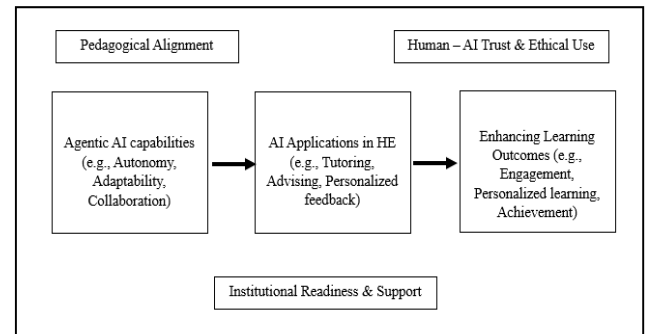 Pedagogical Alignment
Human – AI Trust & Ethical Use
Agentic AI capabilities
(e.g., Autonomy,
Adaptability,
Collaboration)
AI Applications in HE
(e.g., Tutoring,
Advising, Personalized
feedback)
Enhancing Learning
Outcomes (e.g.,
Engagement,
Personalized learning,
Achievement)
Institutional Readiness & Support